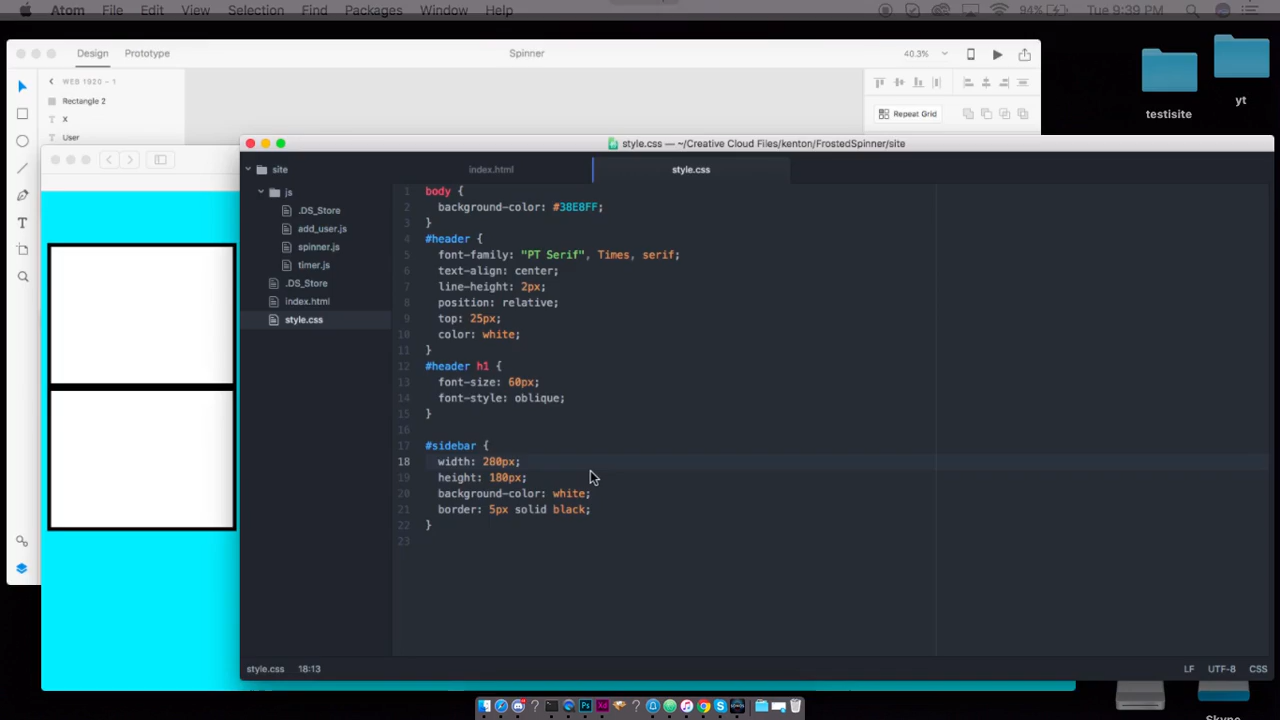 Atom File Edit View Selection Find Packages Window Help 94% Tue 9:39 PM
Design Prototype Spinner 40.3%
WEB 1920 – 1
Rectangle 2
X
User
Repeat Grid
testisite
yt
style.css — ~/Creative Cloud Files/kenton/FrostedSpinner/site
site
js
.DS_Store
add_user.js
spinner.js
timer.js
.DS_Store
index.html
style.css
index.html style.css
1 body {
2 background-color: #38E8FF;
3 }
4 #header {
5 font-family: "PT Serif", Times, serif;
6 text-align: center;
7 line-height: 2px;
8 position: relative;
9 top: 25px;
10 color: white;
11 }
12 #header h1 {
13 font-size: 60px;
14 font-style: oblique;
15 }
16
17 #sidebar {
18 width: 280px;
19 height: 180px;
20 background-color: white;
21 border: 5px solid black;
22 }
23
style.css 18:13 LF UTF-8 CSS